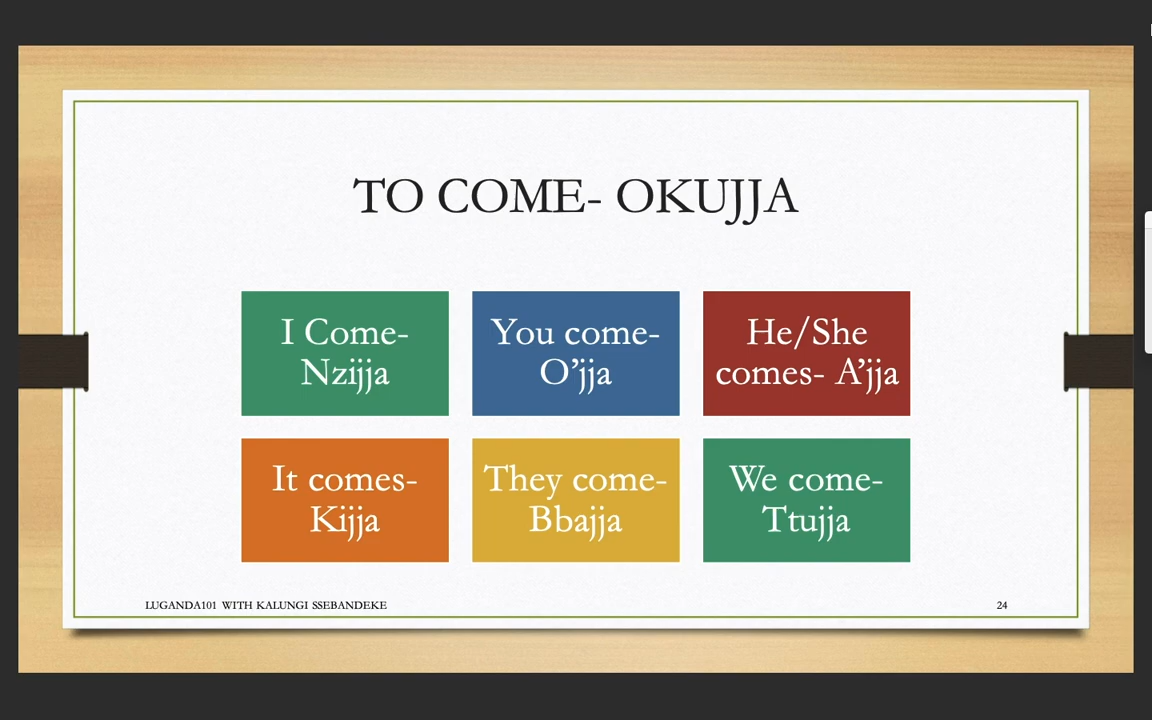 TO COME- OKUJJA
I Come-
Nzijja
You come-
O’jja
He/She
comes- A’jja
It comes-
Kijja
They come-
Bbajja
We come-
Ttujja
LUGANDA101 WITH KALUNGI SSEBANDEKE
24